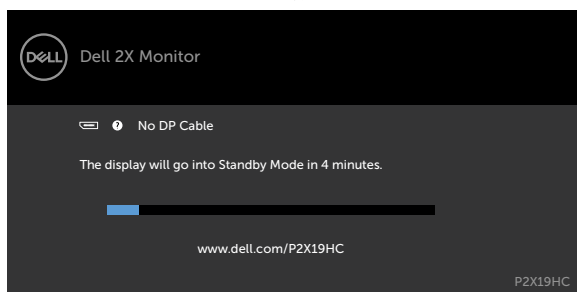 DELL
Dell 2X Monitor
? No DP Cable
The display will go into Standby Mode in 4 minutes.
www.dell.com/P2X19HC
P2X19HC